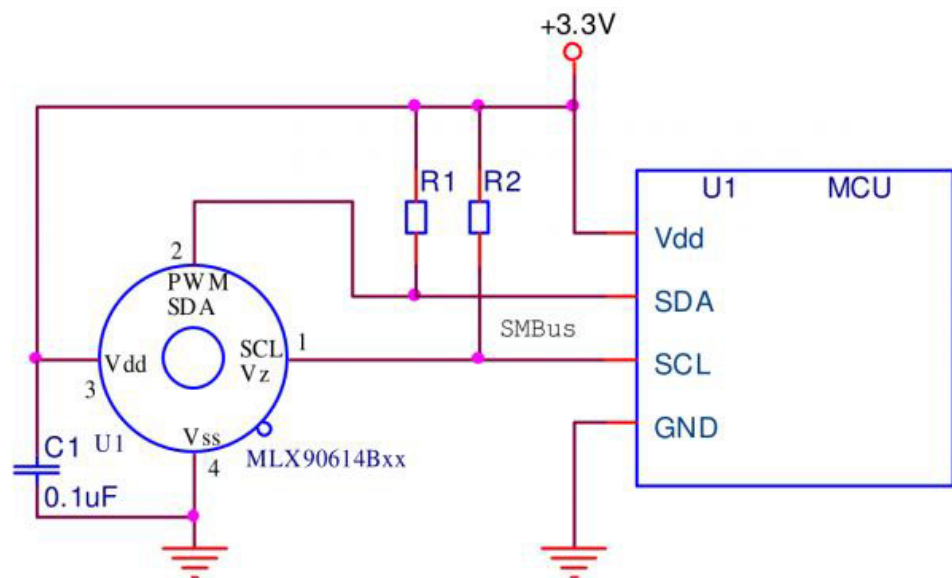 +3.3V
R1
R2
U1
MCU
Vdd
SDA
SMBus
SCL
GND
2
PWM
SDA
1
SCL
Vz
Vdd
3
Vss
4
U1
MLX90614Bxx
C1
0.1uF